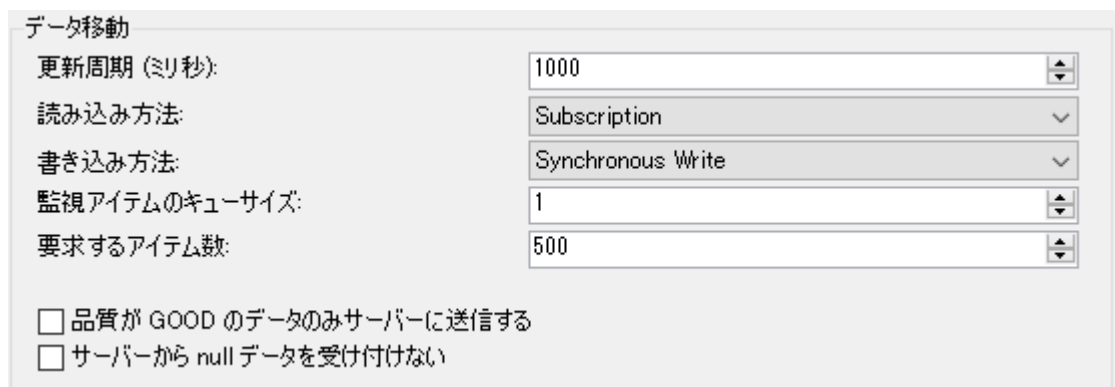 データ移動
更新周期 (ミリ秒): 1000
読み込み方法: Subscription
書き込み方法: Synchronous Write
監視アイテムのキューサイズ: 1
要求するアイテム数: 500
品質が GOOD のデータのみサーバーに送信する
サーバーから null データを受け付けない